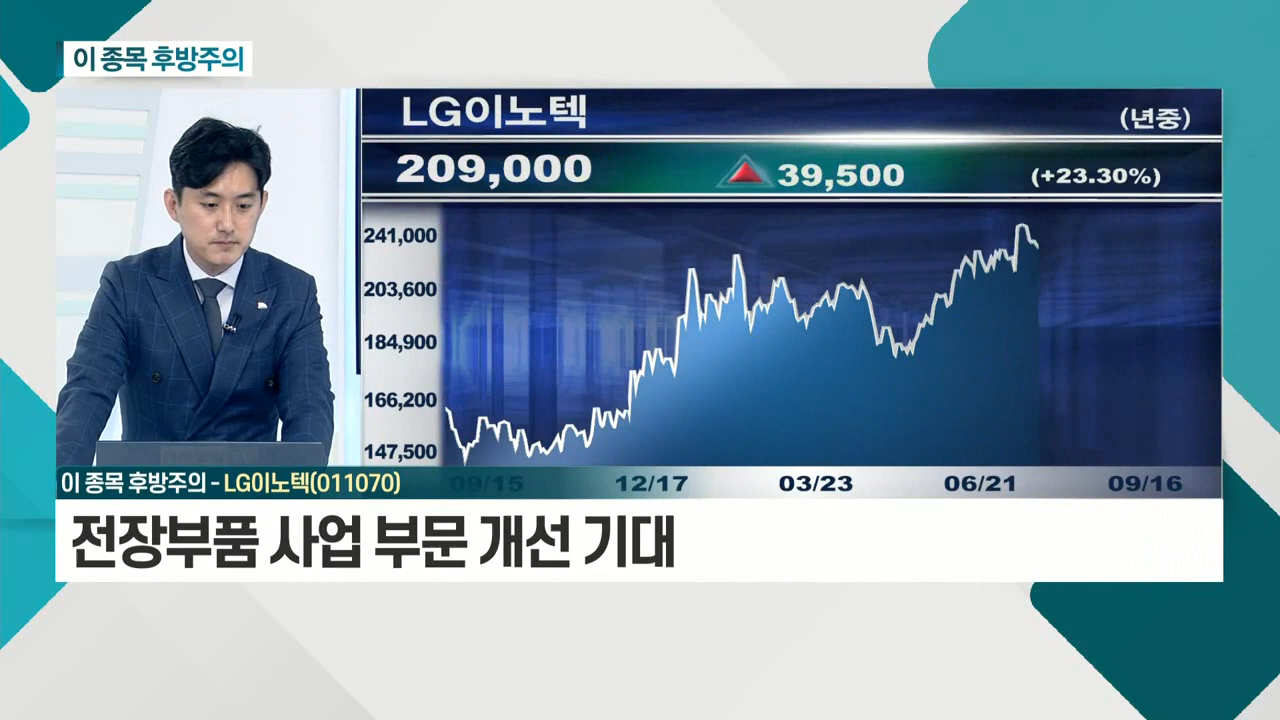 이 종목 후방주의
LG이노텍 (년중)
209,000 ▲ 39,500 (+23.30%)
241,000
203,600
184,900
166,200
147,500
이 종목 후방주의 - LG이노텍(011070)
09/15 12/17 03/23 06/21 09/16
전장부품 사업 부문 개선 기대